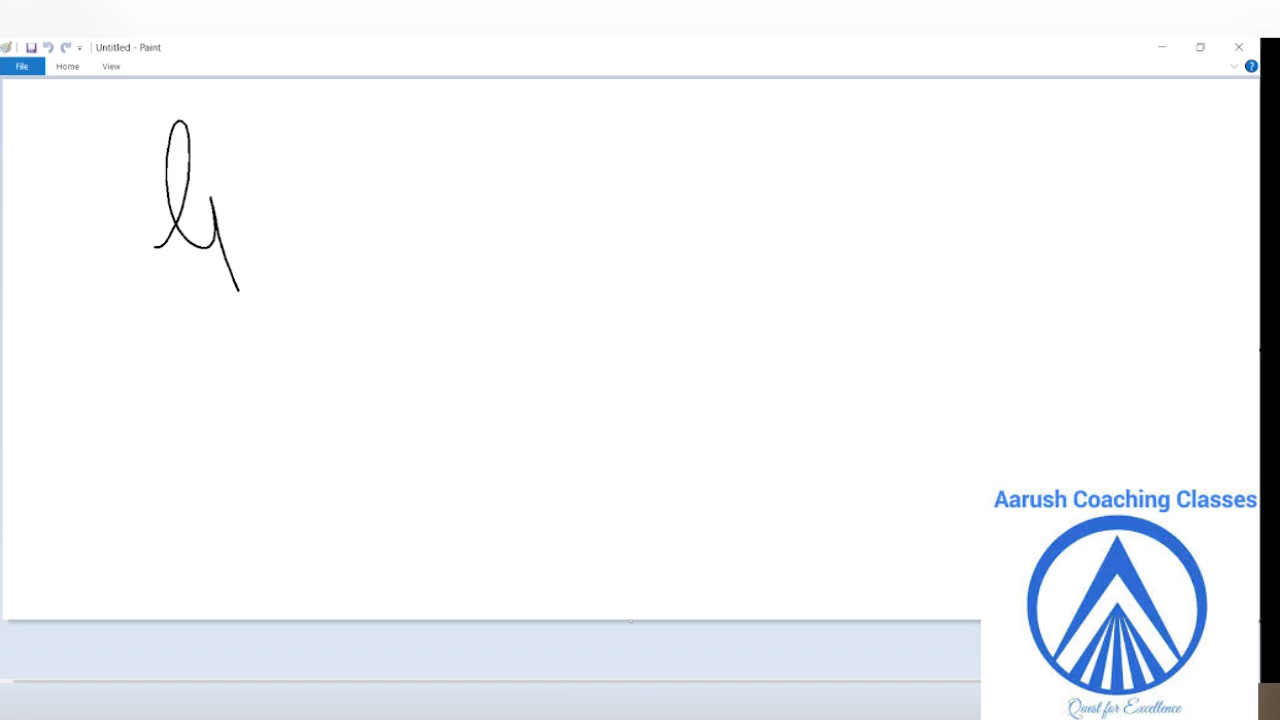 Untitled - Paint
File Home View
Aarush Coaching Classes
Quest for Excellence